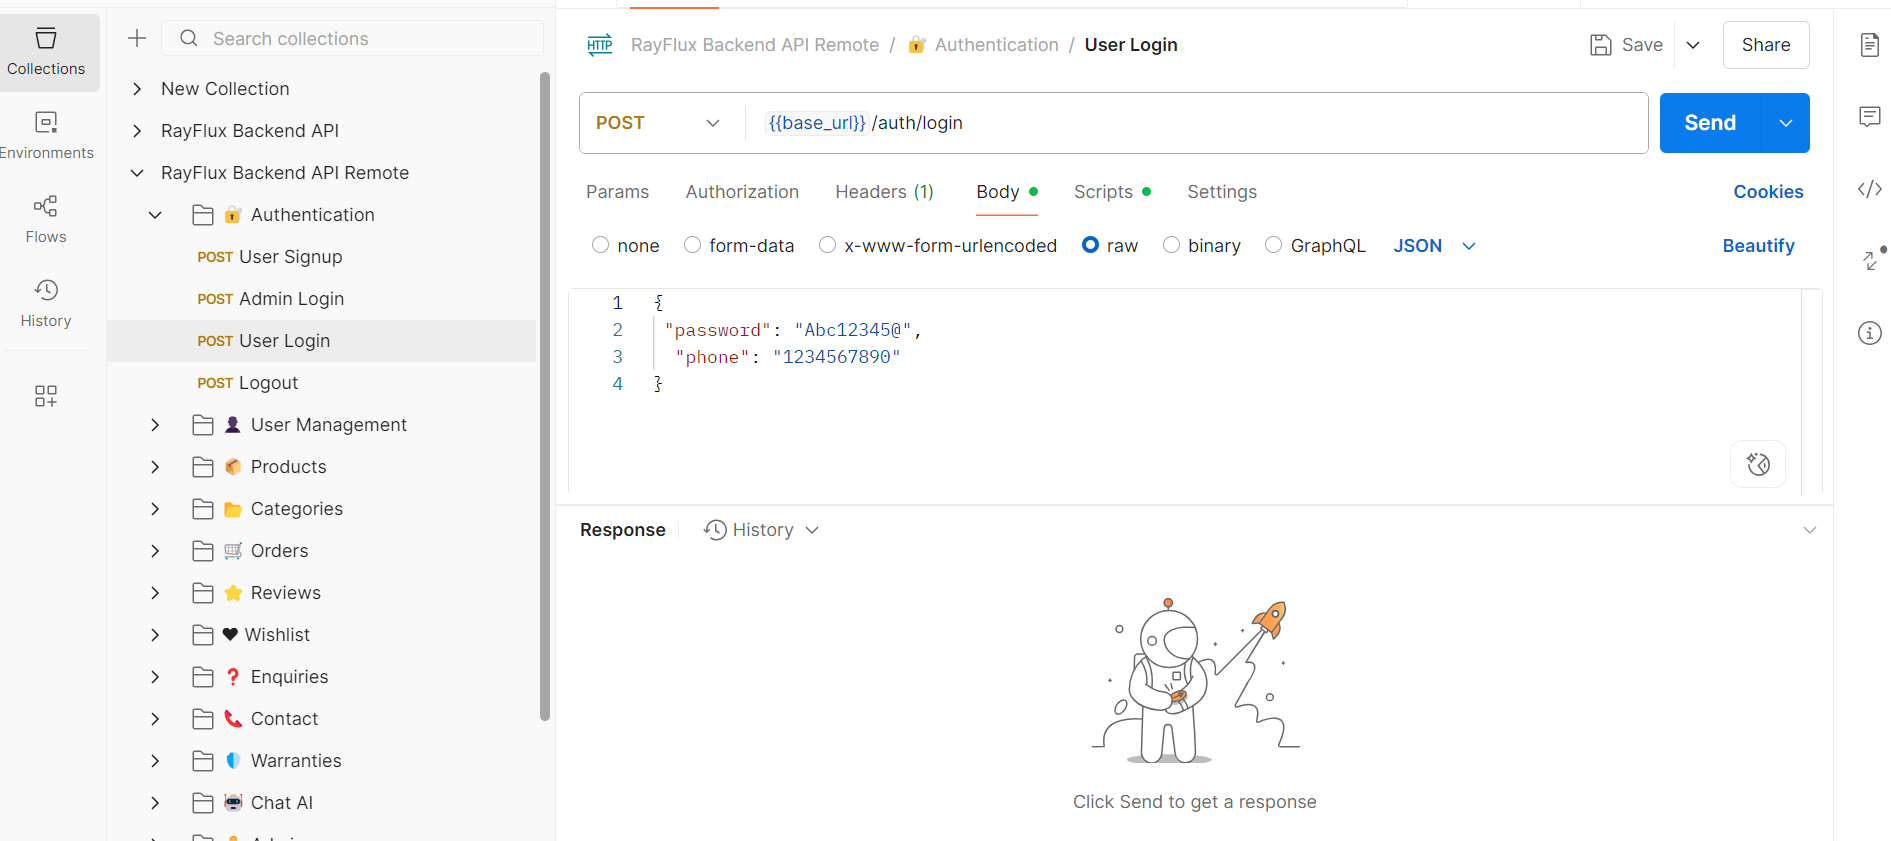 Collections
Environments
Flows
History
Search collections
New Collection
RayFlux Backend API
RayFlux Backend API Remote
Authentication
POST User Signup
POST Admin Login
POST User Login
POST Logout
User Management
Products
Categories
Orders
Reviews
Wishlist
Enquiries
Contact
Warranties
Chat AI
HTTP RayFlux Backend API Remote / Authentication / User Login
Save
Share
POST {{base_url}} /auth/login
Send
Params Authorization Headers (1) Body Scripts Settings Cookies
none form-data x-www-form-urlencoded raw binary GraphQL JSON Beautify
1 {
2 "password": "Abc12345@",
3 "phone": "1234567890"
4 }
Response History
Click Send to get a response